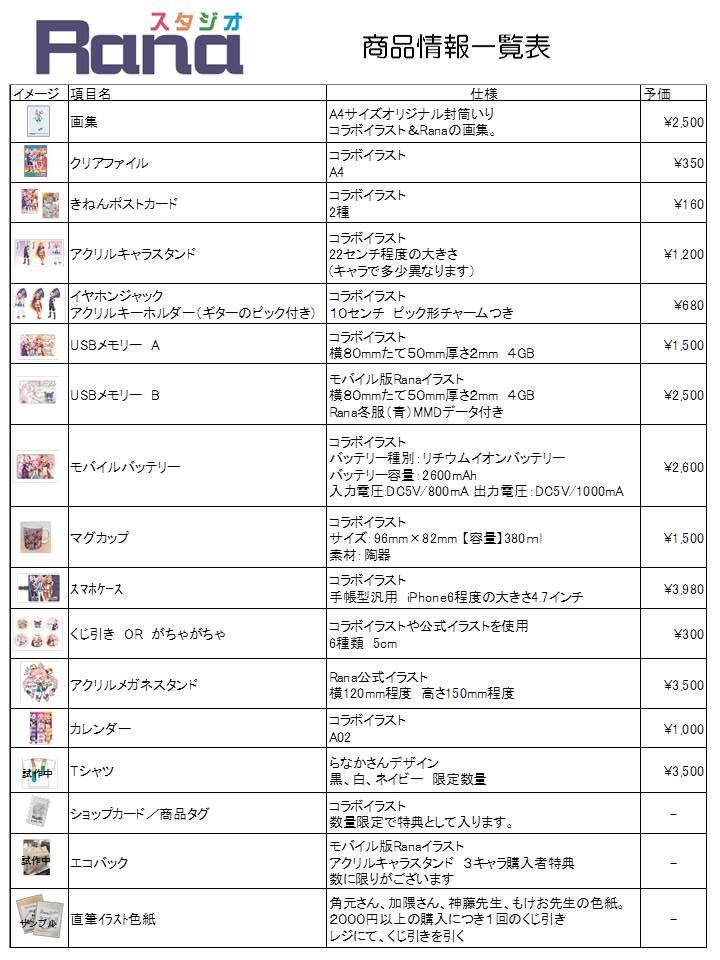 スタジオ
Rana
商品情報一覧表
イメージ 項目名 仕様 予価
画集 A4サイズオリジナル封筒いり ¥2,500
コラボイラスト＆Ranaの画集。
クリアファイル コラボイラスト ¥350
A4
きねんポストカード コラボイラスト ¥160
2種
アクリルキャラスタンド コラボイラスト ¥1,200
22センチ程度の大きさ
(キャラで多少異なります)
イヤホンジャック コラボイラスト ¥680
アクリルキーホルダー（ギターのピック付き） 10センチ ピック形チャームつき
USBメモリー A コラボイラスト ¥1,500
横80mmたて50mm厚さ2mm 4GB
USBメモリー B モバイル版Ranaイラスト ¥2,500
横80mmたて50mm厚さ2mm 4GB
Rana冬服（青）MMDデータ付き
モバイルバッテリー コラボイラスト ¥2,600
バッテリー種別：リチウムイオンバッテリー
バッテリー容量：2600mAh
入力電圧:DC5V/800mA 出力電圧：DC5V/1000mA
マグカップ コラボイラスト ¥1,500
サイズ：96mm×82mm【容量】380ml
素材：陶器
スマホケース コラボイラスト ¥3,980
手帳型汎用 iPhone6程度の大きさ4.7インチ
くじ引き OR がちゃがちゃ コラボイラストや公式イラストを使用 ¥300
6種類 5cm
アクリルメガネスタンド Rana公式イラスト ¥3,500
横120mm程度 高さ150mm程度
カレンダー コラボイラスト ¥1,000
A02
試作中 Tシャツ らなかさんデザイン ¥3,500
黒、白、ネイビー 限定数量
ショップカード／商品タグ コラボイラスト －
数量限定で特典として入ります。
試作中 エコバック モバイル版Ranaイラスト －
アクリルキャラスタンド 3キャラ購入者特典
数に限りがございます
サンプル 直筆イラスト色紙 角元さん、加隈さん、神藤先生、もけお先生の色紙。 －
2000円以上の購入につき1回のくじ引き
レジにて、くじ引きを引く